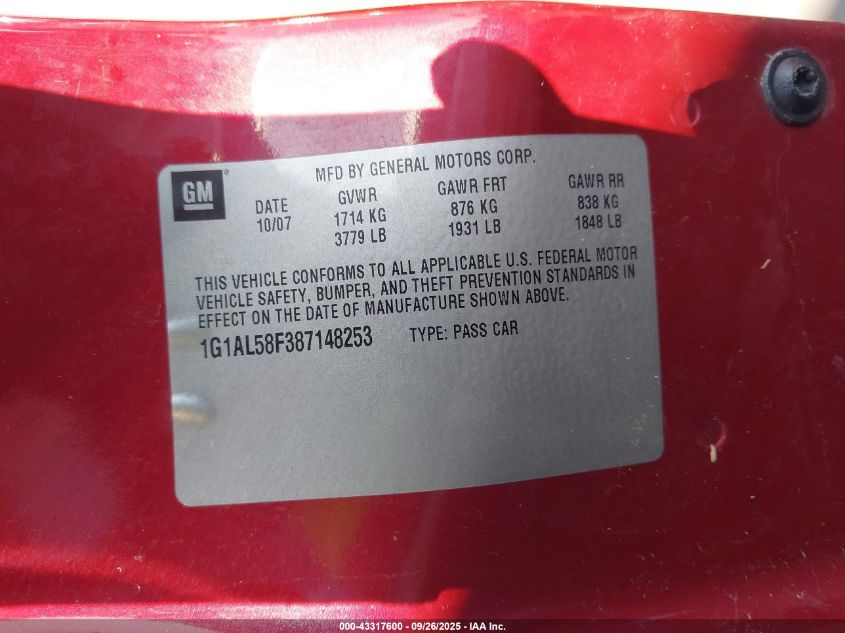 MFD BY GENERAL MOTORS CORP.
GM
DATE GVWR GAWR FRT GAWR RR
10/07 1714 KG 876 KG 838 KG
3779 LB 1931 LB 1848 LB
THIS VEHICLE CONFORMS TO ALL APPLICABLE U.S. FEDERAL MOTOR
VEHICLE SAFETY, BUMPER, AND THEFT PREVENTION STANDARDS IN
EFFECT ON THE DATE OF MANUFACTURE SHOWN ABOVE.
1G1AL58F387148253 TYPE: PASS CAR
000-43317600 - 09/26/2025 - IAA Inc.